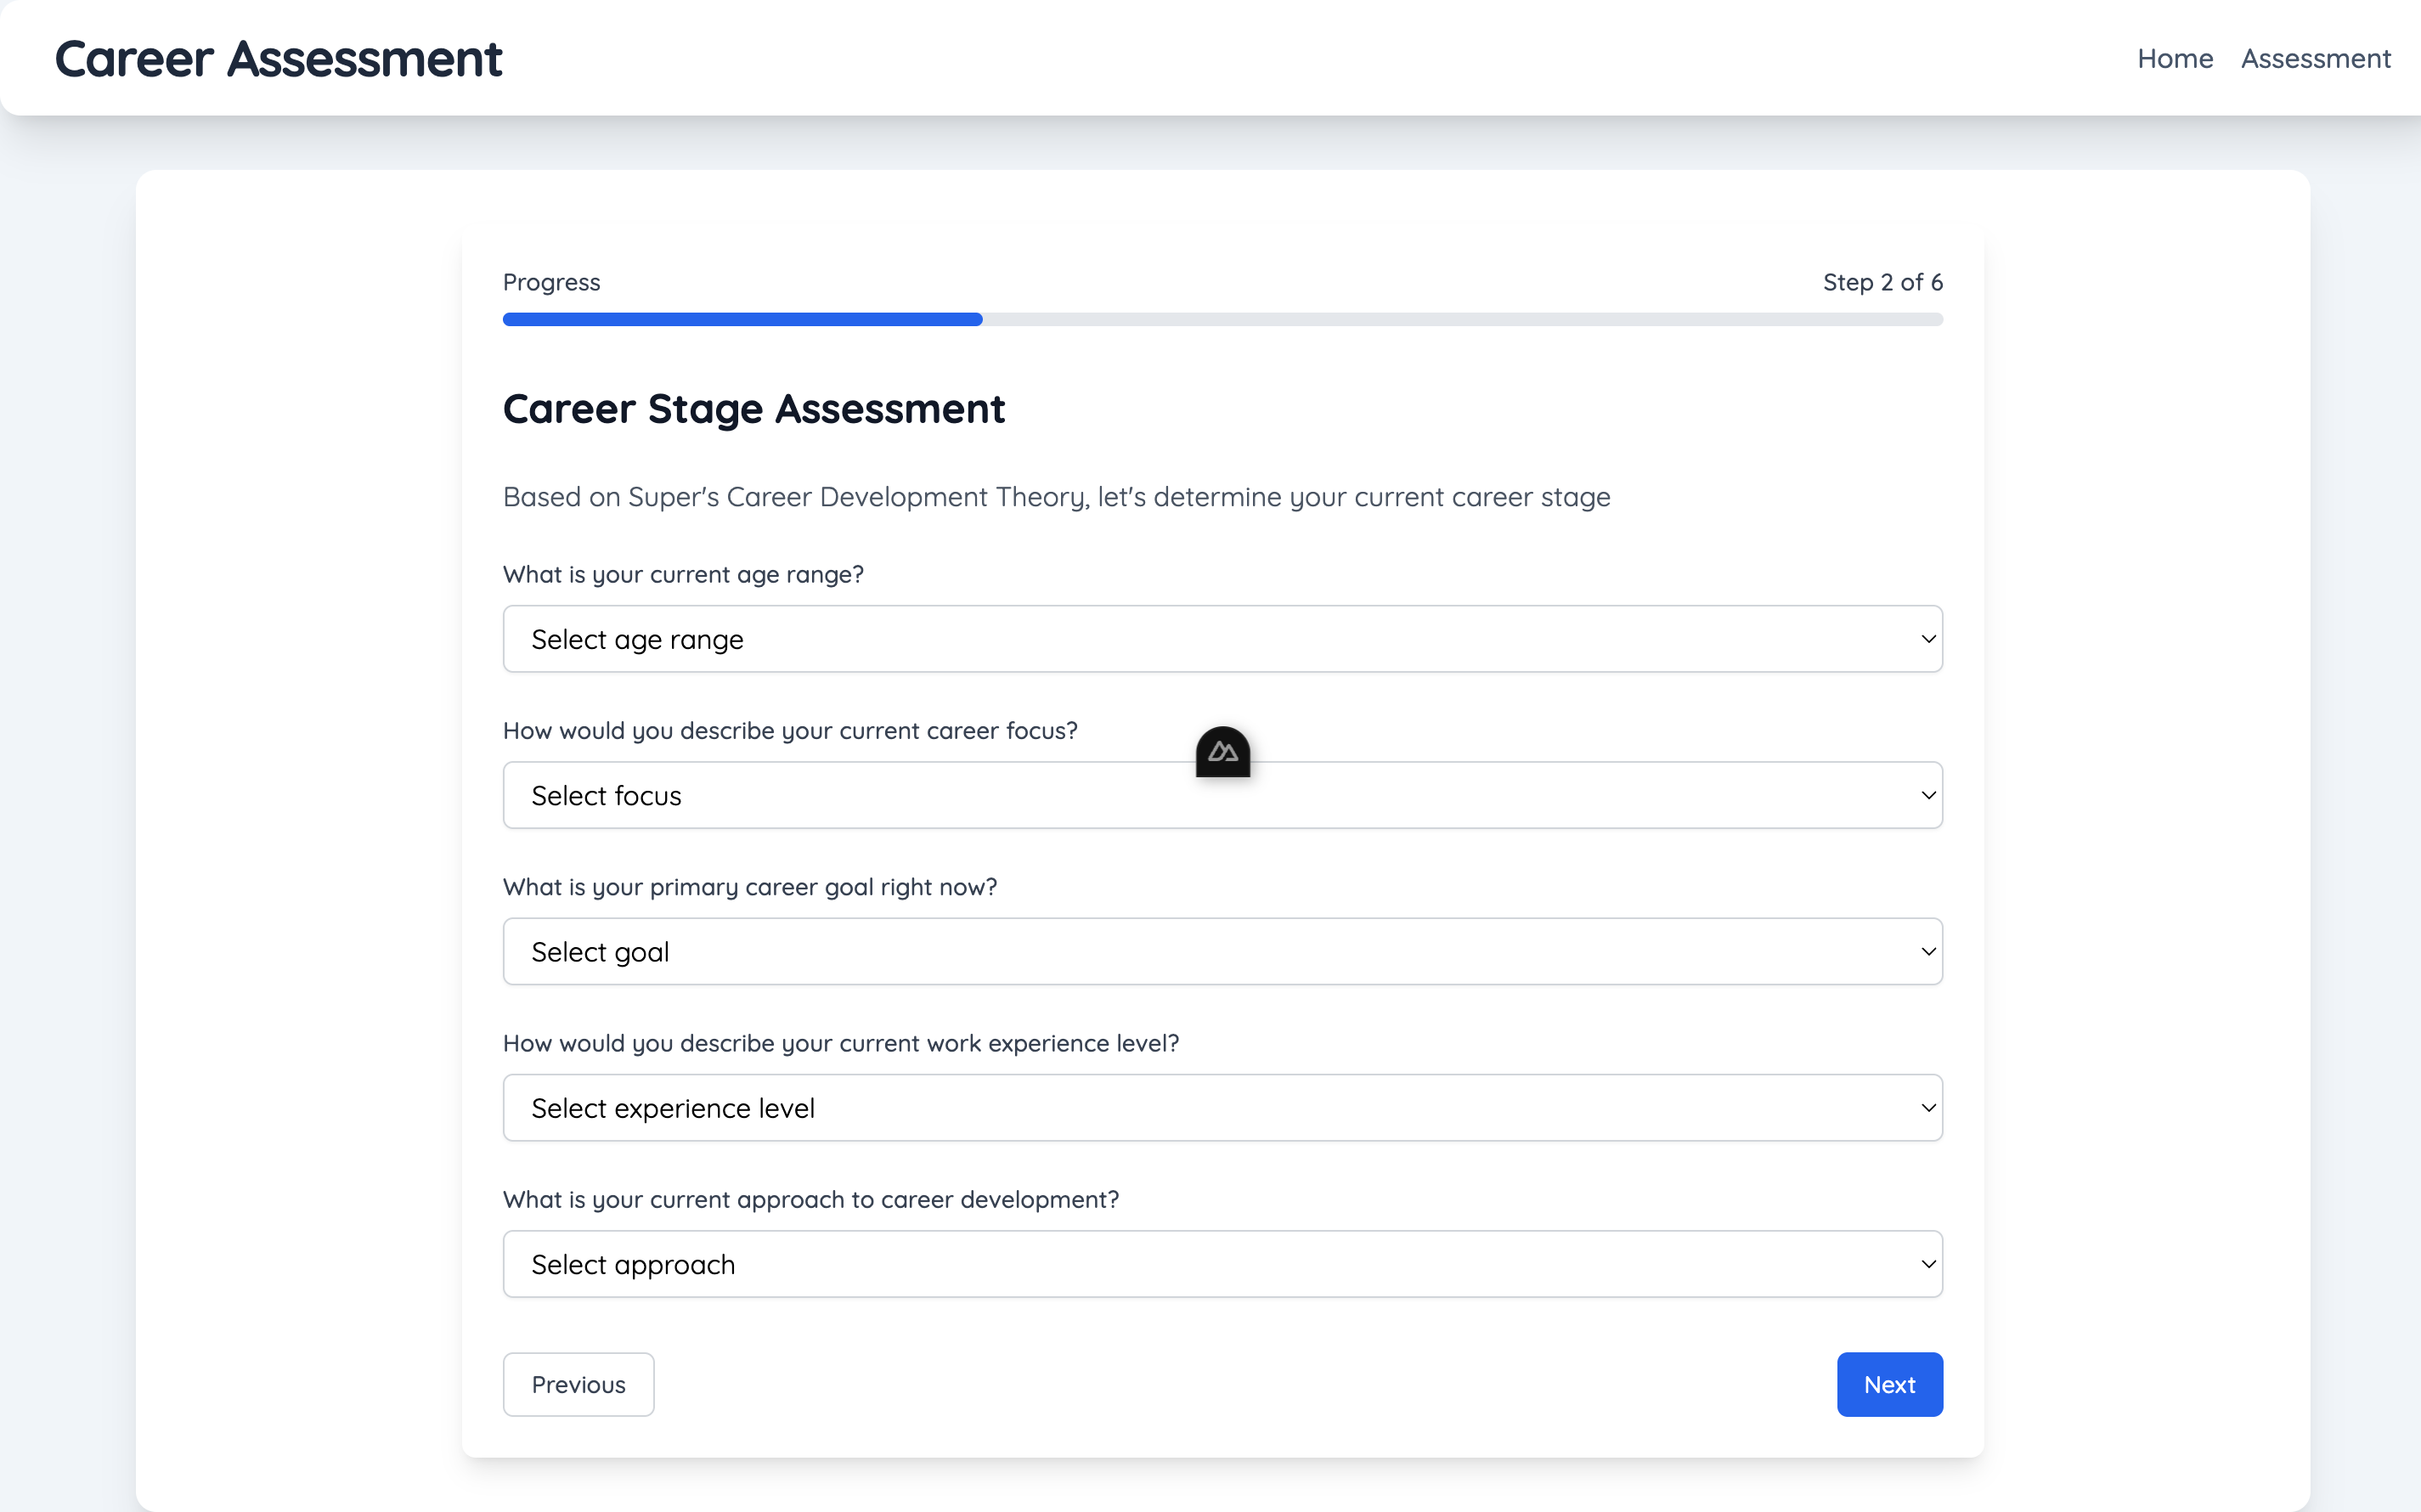 Career Assessment
Home Assessment
Progress
Step 2 of 6
Career Stage Assessment
Based on Super's Career Development Theory, let's determine your current career stage
What is your current age range?
Select age range
How would you describe your current career focus?
Select focus
What is your primary career goal right now?
Select goal
How would you describe your current work experience level?
Select experience level
What is your current approach to career development?
Select approach
Previous
Next